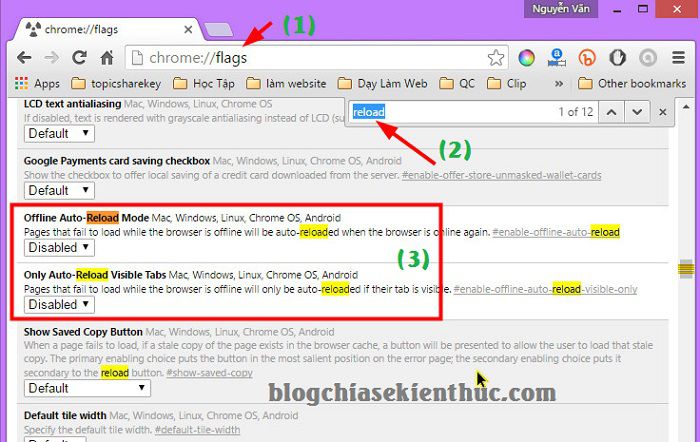 Nguyễn Văn
chrome://flags
(1)
chrome://flags
Apps topicsharekey Học Tập làm website Dạy Làm Web QC Clip » Other bookmarks
LCD text antialiasing Mac, Windows, Linux, Chrome OS
If disabled, text is rendered with grayscale antialiasing instead of LCD (su
reload 1 of 12
Default
(2)
Google Payments card saving checkbox Mac, Windows, Linux, Chrome OS, Android
Show the checkbox to offer local saving of a credit card downloaded from the server. #enable-offer-store-unmasked-wallet-cards
Default
Offline Auto-Reload Mode Mac, Windows, Linux, Chrome OS, Android
Pages that fail to load while the browser is offline will be auto-reloaded when the browser is online again. #enable-offline-auto-reload
Disabled
(3)
Only Auto-Reload Visible Tabs Mac, Windows, Linux, Chrome OS, Android
Pages that fail to load while the browser is offline will only be auto-reloaded if their tab is visible. #enable-offline-auto-reload-visible-only
Disabled
Show Saved Copy Button Mac, Windows, Linux, Chrome OS, Android
When a page fails to load, if a stale copy of the page exists in the browser cache, a button will be presented to allow the user to load that stale
copy. The primary enabling choice puts the button in the most salient position on the error page; the secondary enabling choice puts it
secondary to the reload button. #show-saved-copy
Default
blogchiasekienthuc.com
Default tile width Mac, Windows, Linux, Chrome OS, Android
Specify the default tile width. #default-tile-width